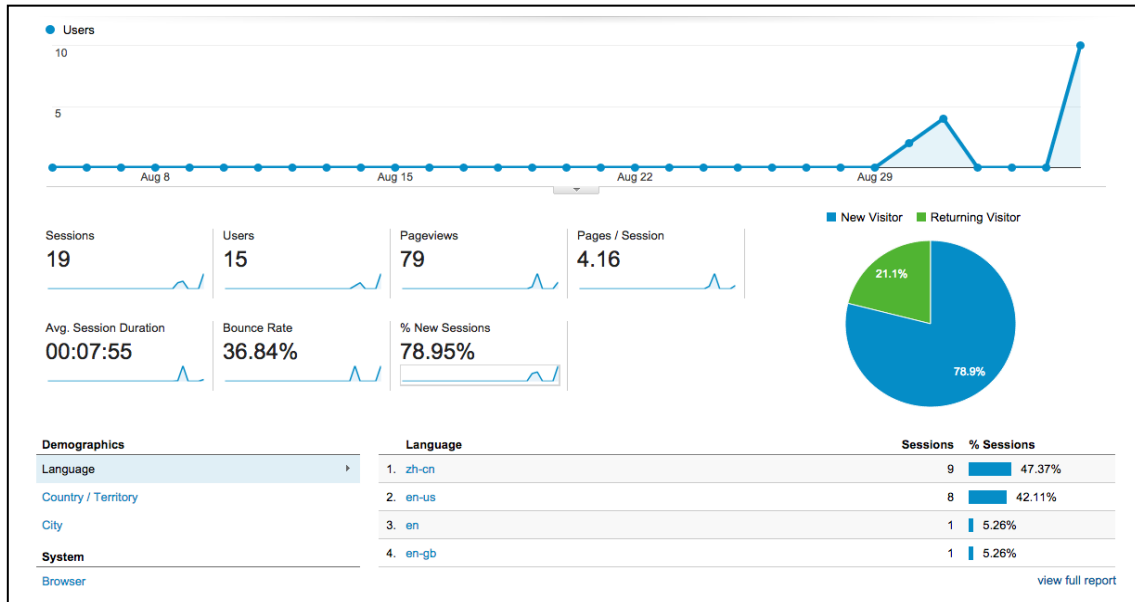 Users
10
5
Aug 8 Aug 15 Aug 22 Aug 29
New Visitor Returning Visitor
Sessions Users Pageviews Pages / Session
19 15 79 4.16
21.1%
Avg. Session Duration Bounce Rate % New Sessions
00:07:55 36.84% 78.95%
78.9%
Demographics Language Sessions % Sessions
Language 1. zh-cn 9 47.37%
Country / Territory 2. en-us 8 42.11%
City 3. en 1 5.26%
System 4. en-gb 1 5.26%
Browser view full report